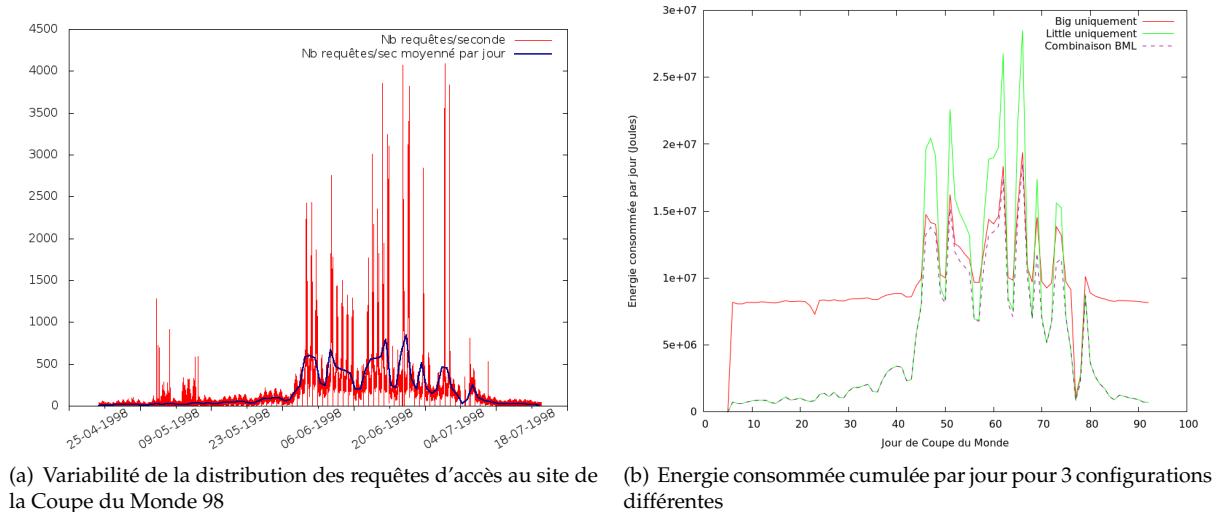 4500
4000
3500
3000
2500
2000
1500
1000
500
0
Nb requêtes/seconde
Nb requêtes/sec moyenné par jour
25-04-1998
09-05-1998
23-05-1998
06-06-1998
20-06-1998
04-07-1998
18-07-1998
(a) Variabilité de la distribution des requêtes d'accès au site de
la Coupe du Monde 98
3e+07
2.5e+07
2e+07
1.5e+07
1e+07
5e+06
0
Energie consommée par jour (Joules)
Big uniquement
Little uniquement
Combinaison BML
0 10 20 30 40 50 60 70 80 90 100
Jour de Coupe du Monde
(b) Energie consommée cumulée par jour pour 3 configurations
différentes